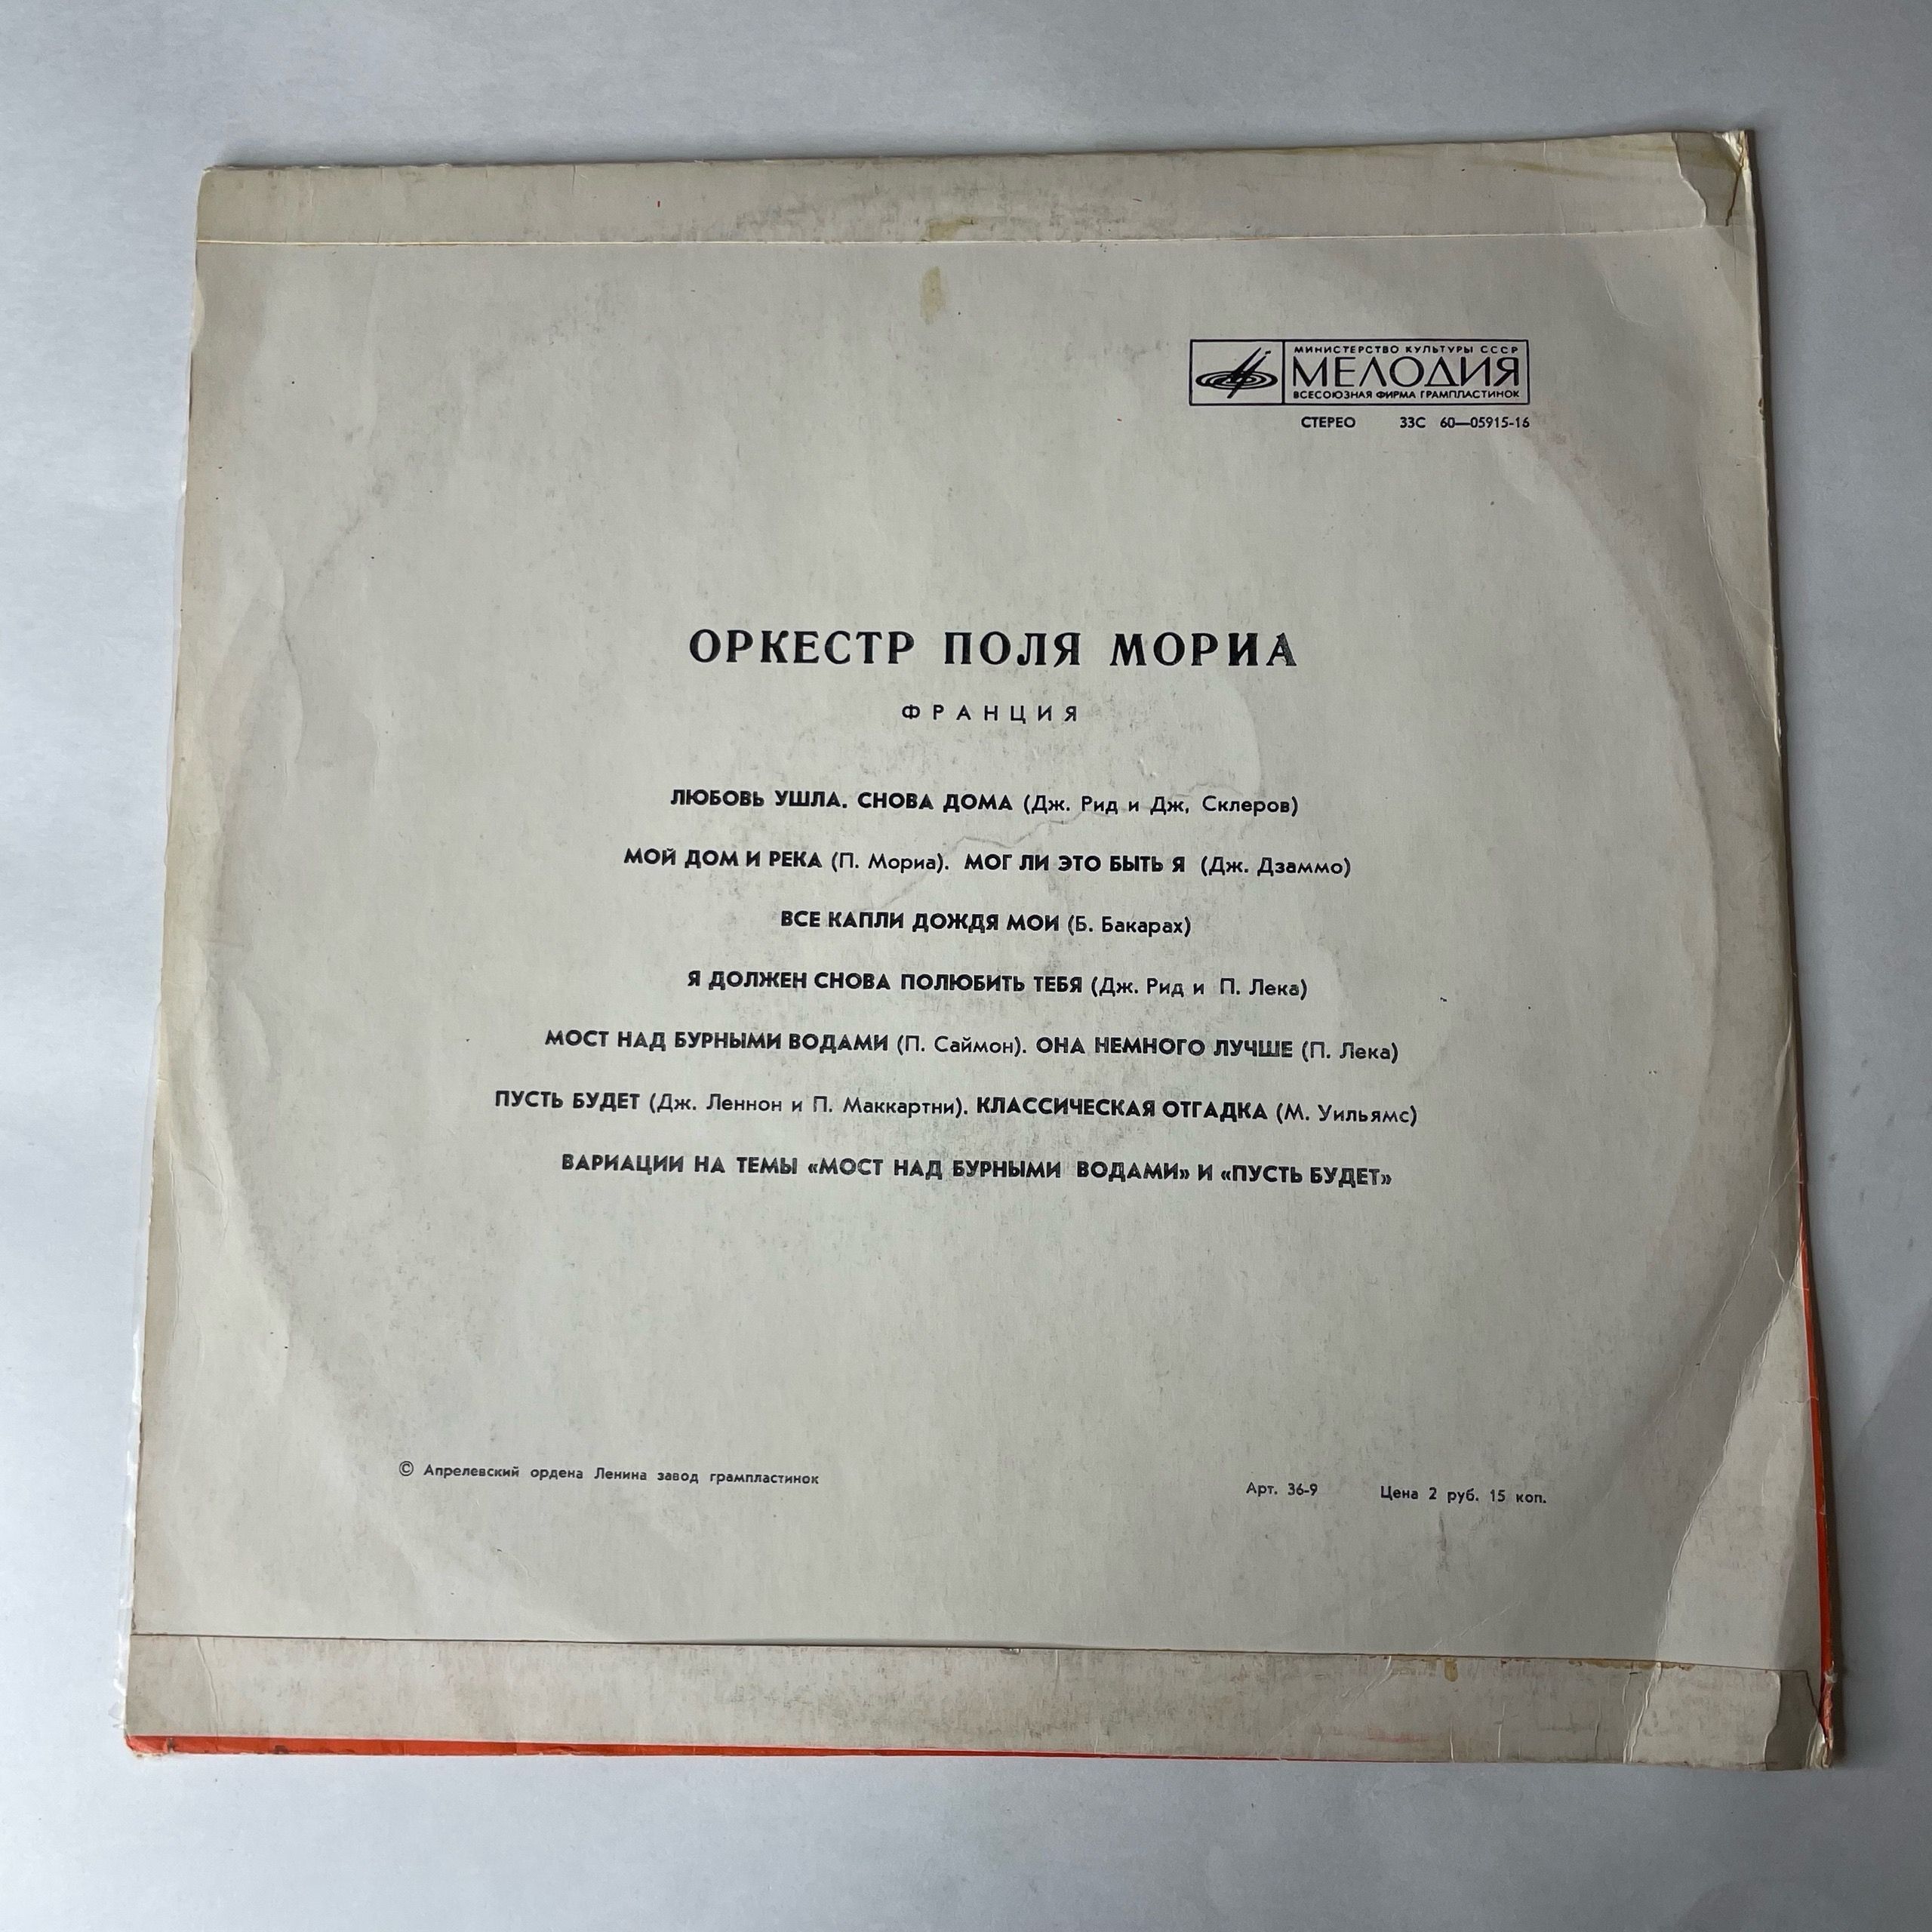 МИНИСТЕРСТВО КУЛЬТУРЫ СССР
МЕЛОДИЯ
ВСЕСОЮЗНАЯ ФИРМА ГРАМПЛАСТИНОК
СТЕРЕО 33С 60—05915-16
ОРКЕСТР ПОЛЯ МОРИА
ФРАНЦИЯ
ЛЮБОВЬ УШЛА. СНОВА ДОМА (Дж. Рид и Дж, Склеров)
МОЙ ДОМ И РЕКА (П. Мориа). МОГ ЛИ ЭТО БЫТЬ Я (Дж. Дзаммо)
ВСЕ КАПЛИ ДОЖДЯ МОИ (Б. Бакарах)
Я ДОЛЖЕН СНОВА ПОЛЮБИТЬ ТЕБЯ (Дж. Рид и П. Лека)
МОСТ НАД БУРНЫМИ ВОДАМИ (П. Саймон). ОНА НЕМНОГО ЛУЧШЕ (П. Лека)
ПУСТЬ БУДЕТ (Дж. Леннон и П. Маккартни). КЛАССИЧЕСКАЯ ОТГАДКА (М. Уильямс)
ВАРИАЦИИ НА ТЕМЫ «МОСТ НАД БУРНЫМИ ВОДАМИ» И «ПУСТЬ БУДЕТ»
© Апрелевский ордена Ленина завод грампластинок
Арт. 36-9 Цена 2 руб. 15 коп.